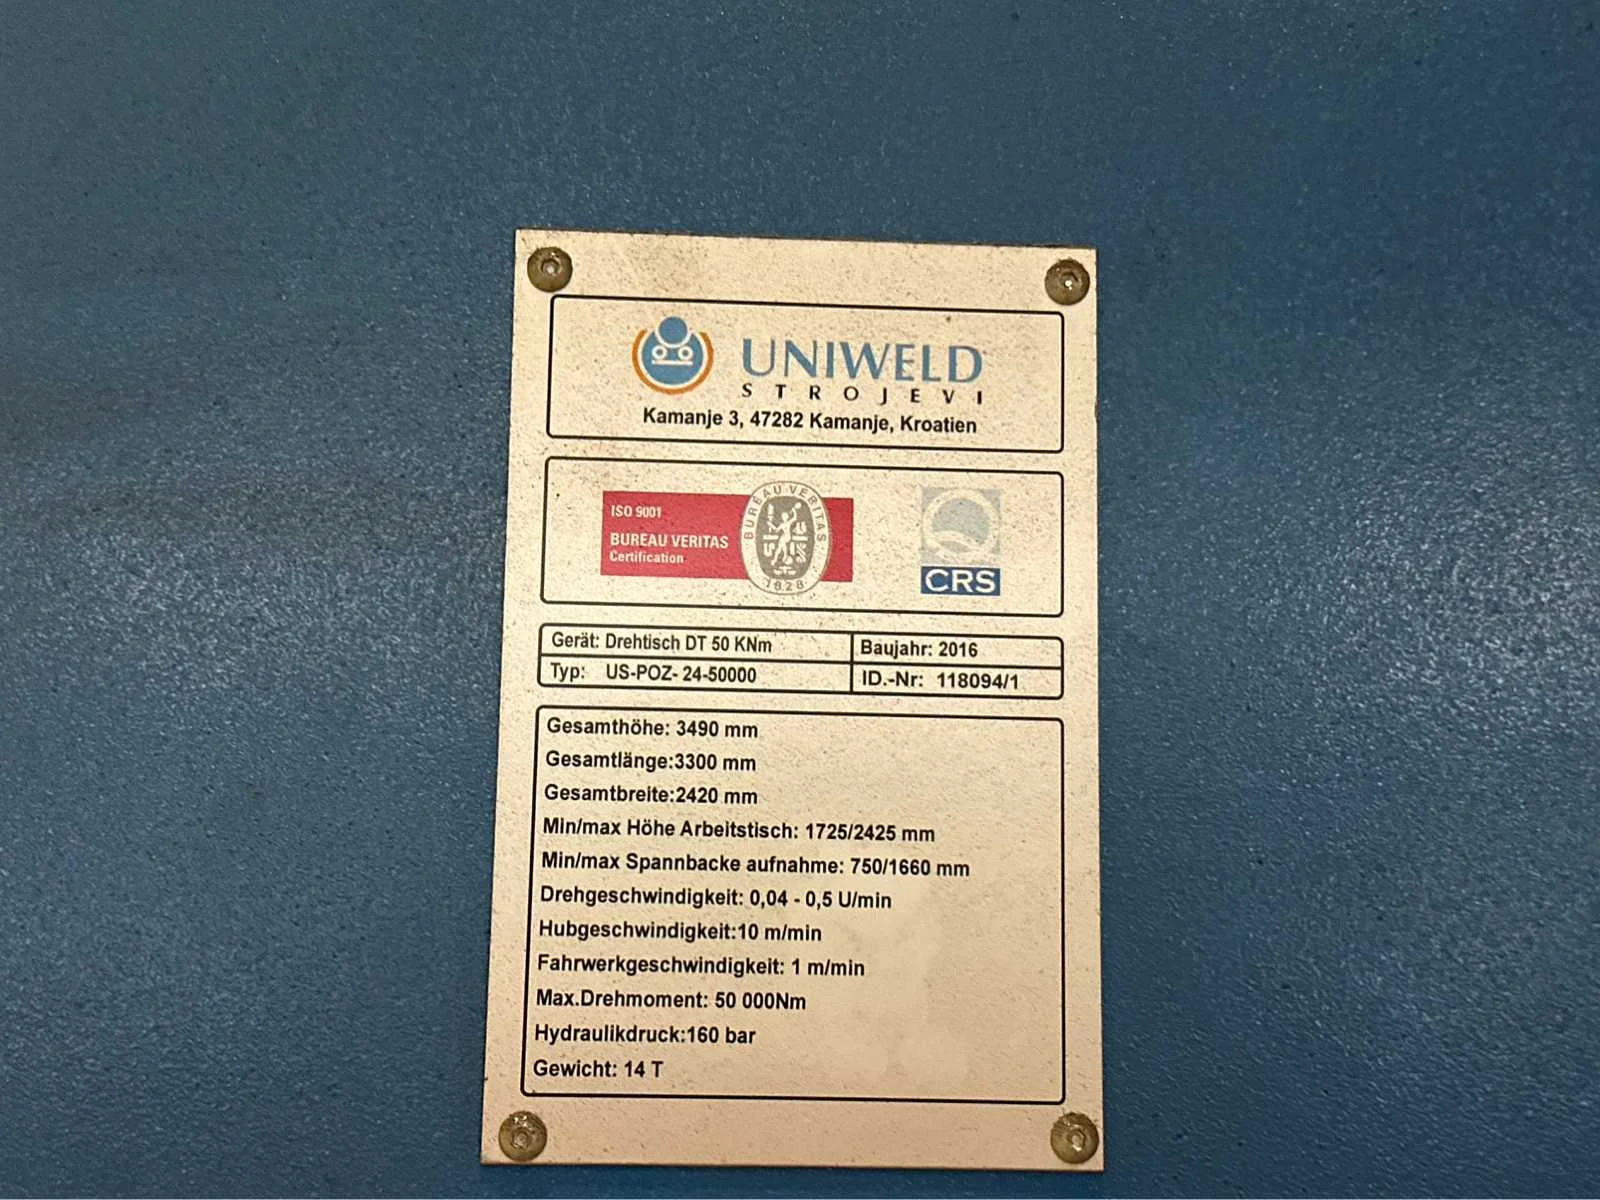 UNIWELD
STROJEVI
Kamanje 3, 47282 Kamanje, Kroatien
ISO 9001
BUREAU VERITAS
Certification
BUREAU VERITAS
1828
CRS
Gerät: Drehtisch DT 50 KNm
Baujahr: 2016
Typ: US-POZ- 24-50000
ID.-Nr: 118094/1
Gesamthöhe: 3490 mm
Gesamtlänge:3300 mm
Gesamtbreite:2420 mm
Min/max Höhe Arbeitstisch: 1725/2425 mm
Min/max Spannbacke aufnahme: 750/1660 mm
Drehgeschwindigkeit: 0,04 - 0,5 U/min
Hubgeschwindigkeit:10 m/min
Fahrwerkgeschwindigkeit: 1 m/min
Max.Drehmoment: 50 000Nm
Hydraulikdruck:160 bar
Gewicht: 14 T